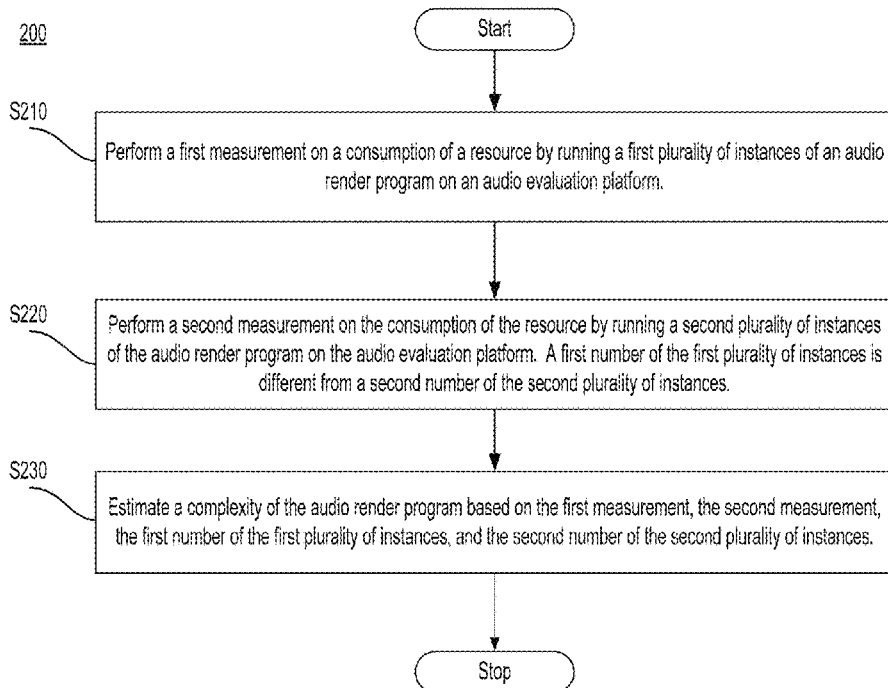 200
Start
S210
Perform a first measurement on a consumption of a resource by running a first plurality of instances of an audio
render program on an audio evaluation platform.
S220
Perform a second measurement on the consumption of the resource by running a second plurality of instances
of the audio render program on the audio evaluation platform. A first number of the first plurality of instances is
different from a second number of the second plurality of instances.
S230
Estimate a complexity of the audio render program based on the first measurement, the second measurement,
the first number of the first plurality of instances, and the second number of the second plurality of instances.
Stop